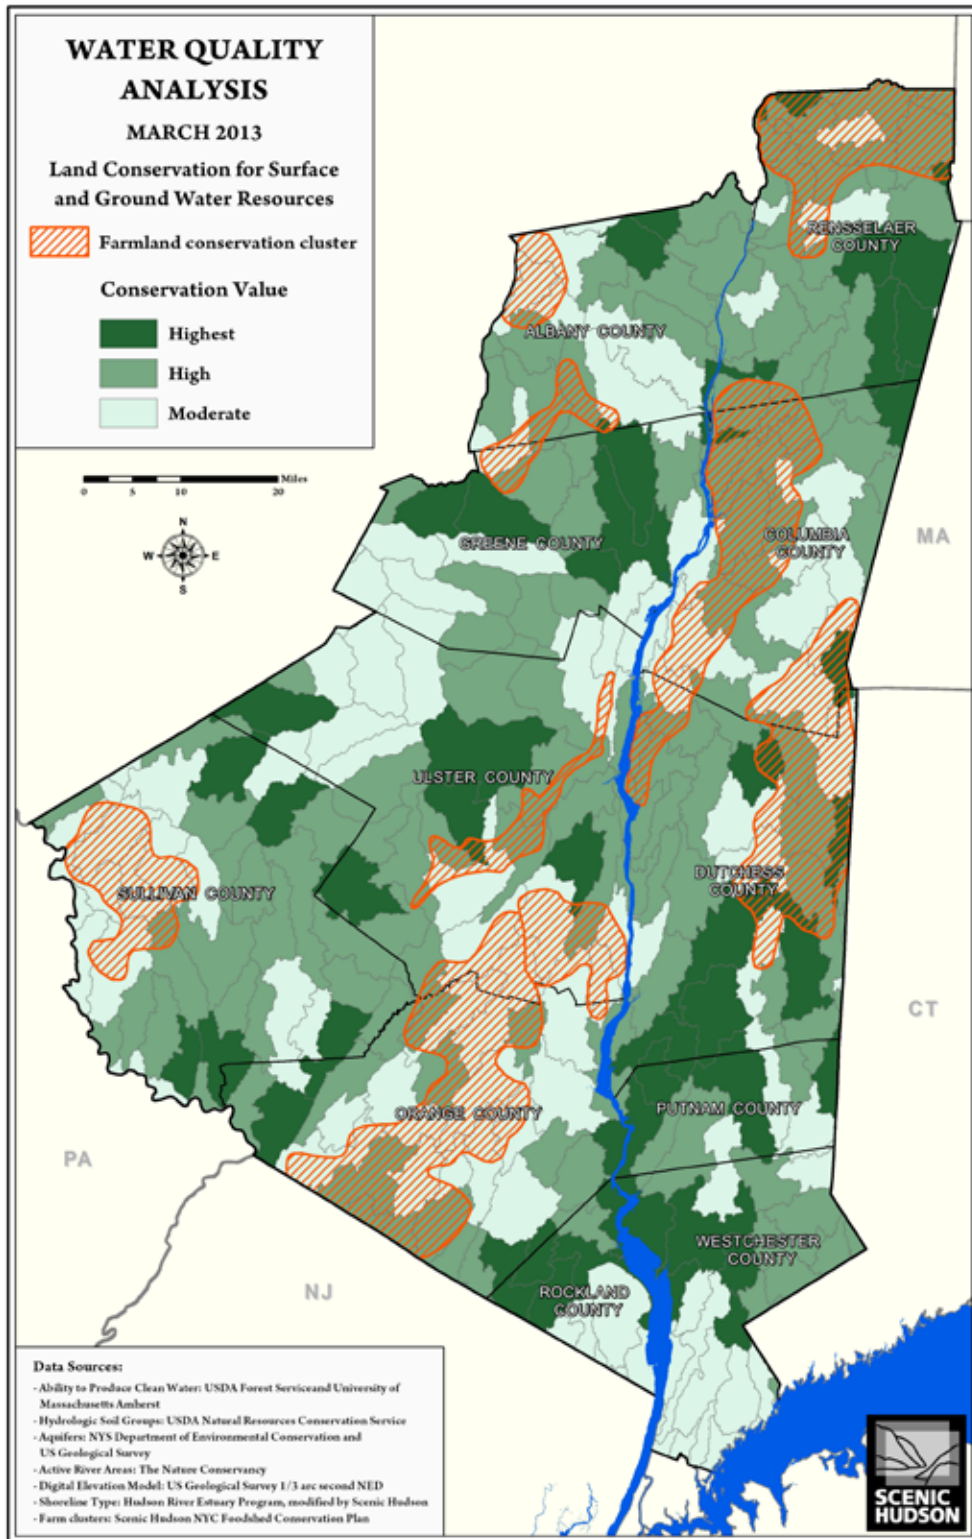 WATER QUALITY
ANALYSIS
MARCH 2013
Land Conservation for Surface
and Ground Water Resources
Farmland conservation cluster
Conservation Value
Highest
High
Moderate
0 5 10 20 Miles
N
W E
S
RENSSELAER
COUNTY
ALBANY COUNTY
GREENE COUNTY
COLUMBIA
COUNTY
MA
ULSTER COUNTY
SULLIVAN COUNTY
DUTCHESS
COUNTY
CT
ORANGE COUNTY
PUTNAM COUNTY
PA
WESTCHESTER
COUNTY
ROCKLAND
COUNTY
NJ
Data Sources:
- Ability to Produce Clean Water: USDA Forest Serviceand University of
Massachusetts Amherst
- Hydrologic Soil Groups: USDA Natural Resources Conservation Service
- Aquifers: NYS Department of Environmental Conservation and
US Geological Survey
- Active River Areas: The Nature Conservancy
- Digital Elevation Model: US Geological Survey 1/3 arc second NED
- Shoreline Type: Hudson River Estuary Program, modified by Scenic Hudson
- Farm clusters: Scenic Hudson NYC Foodshed Conservation Plan
SCENIC
HUDSON